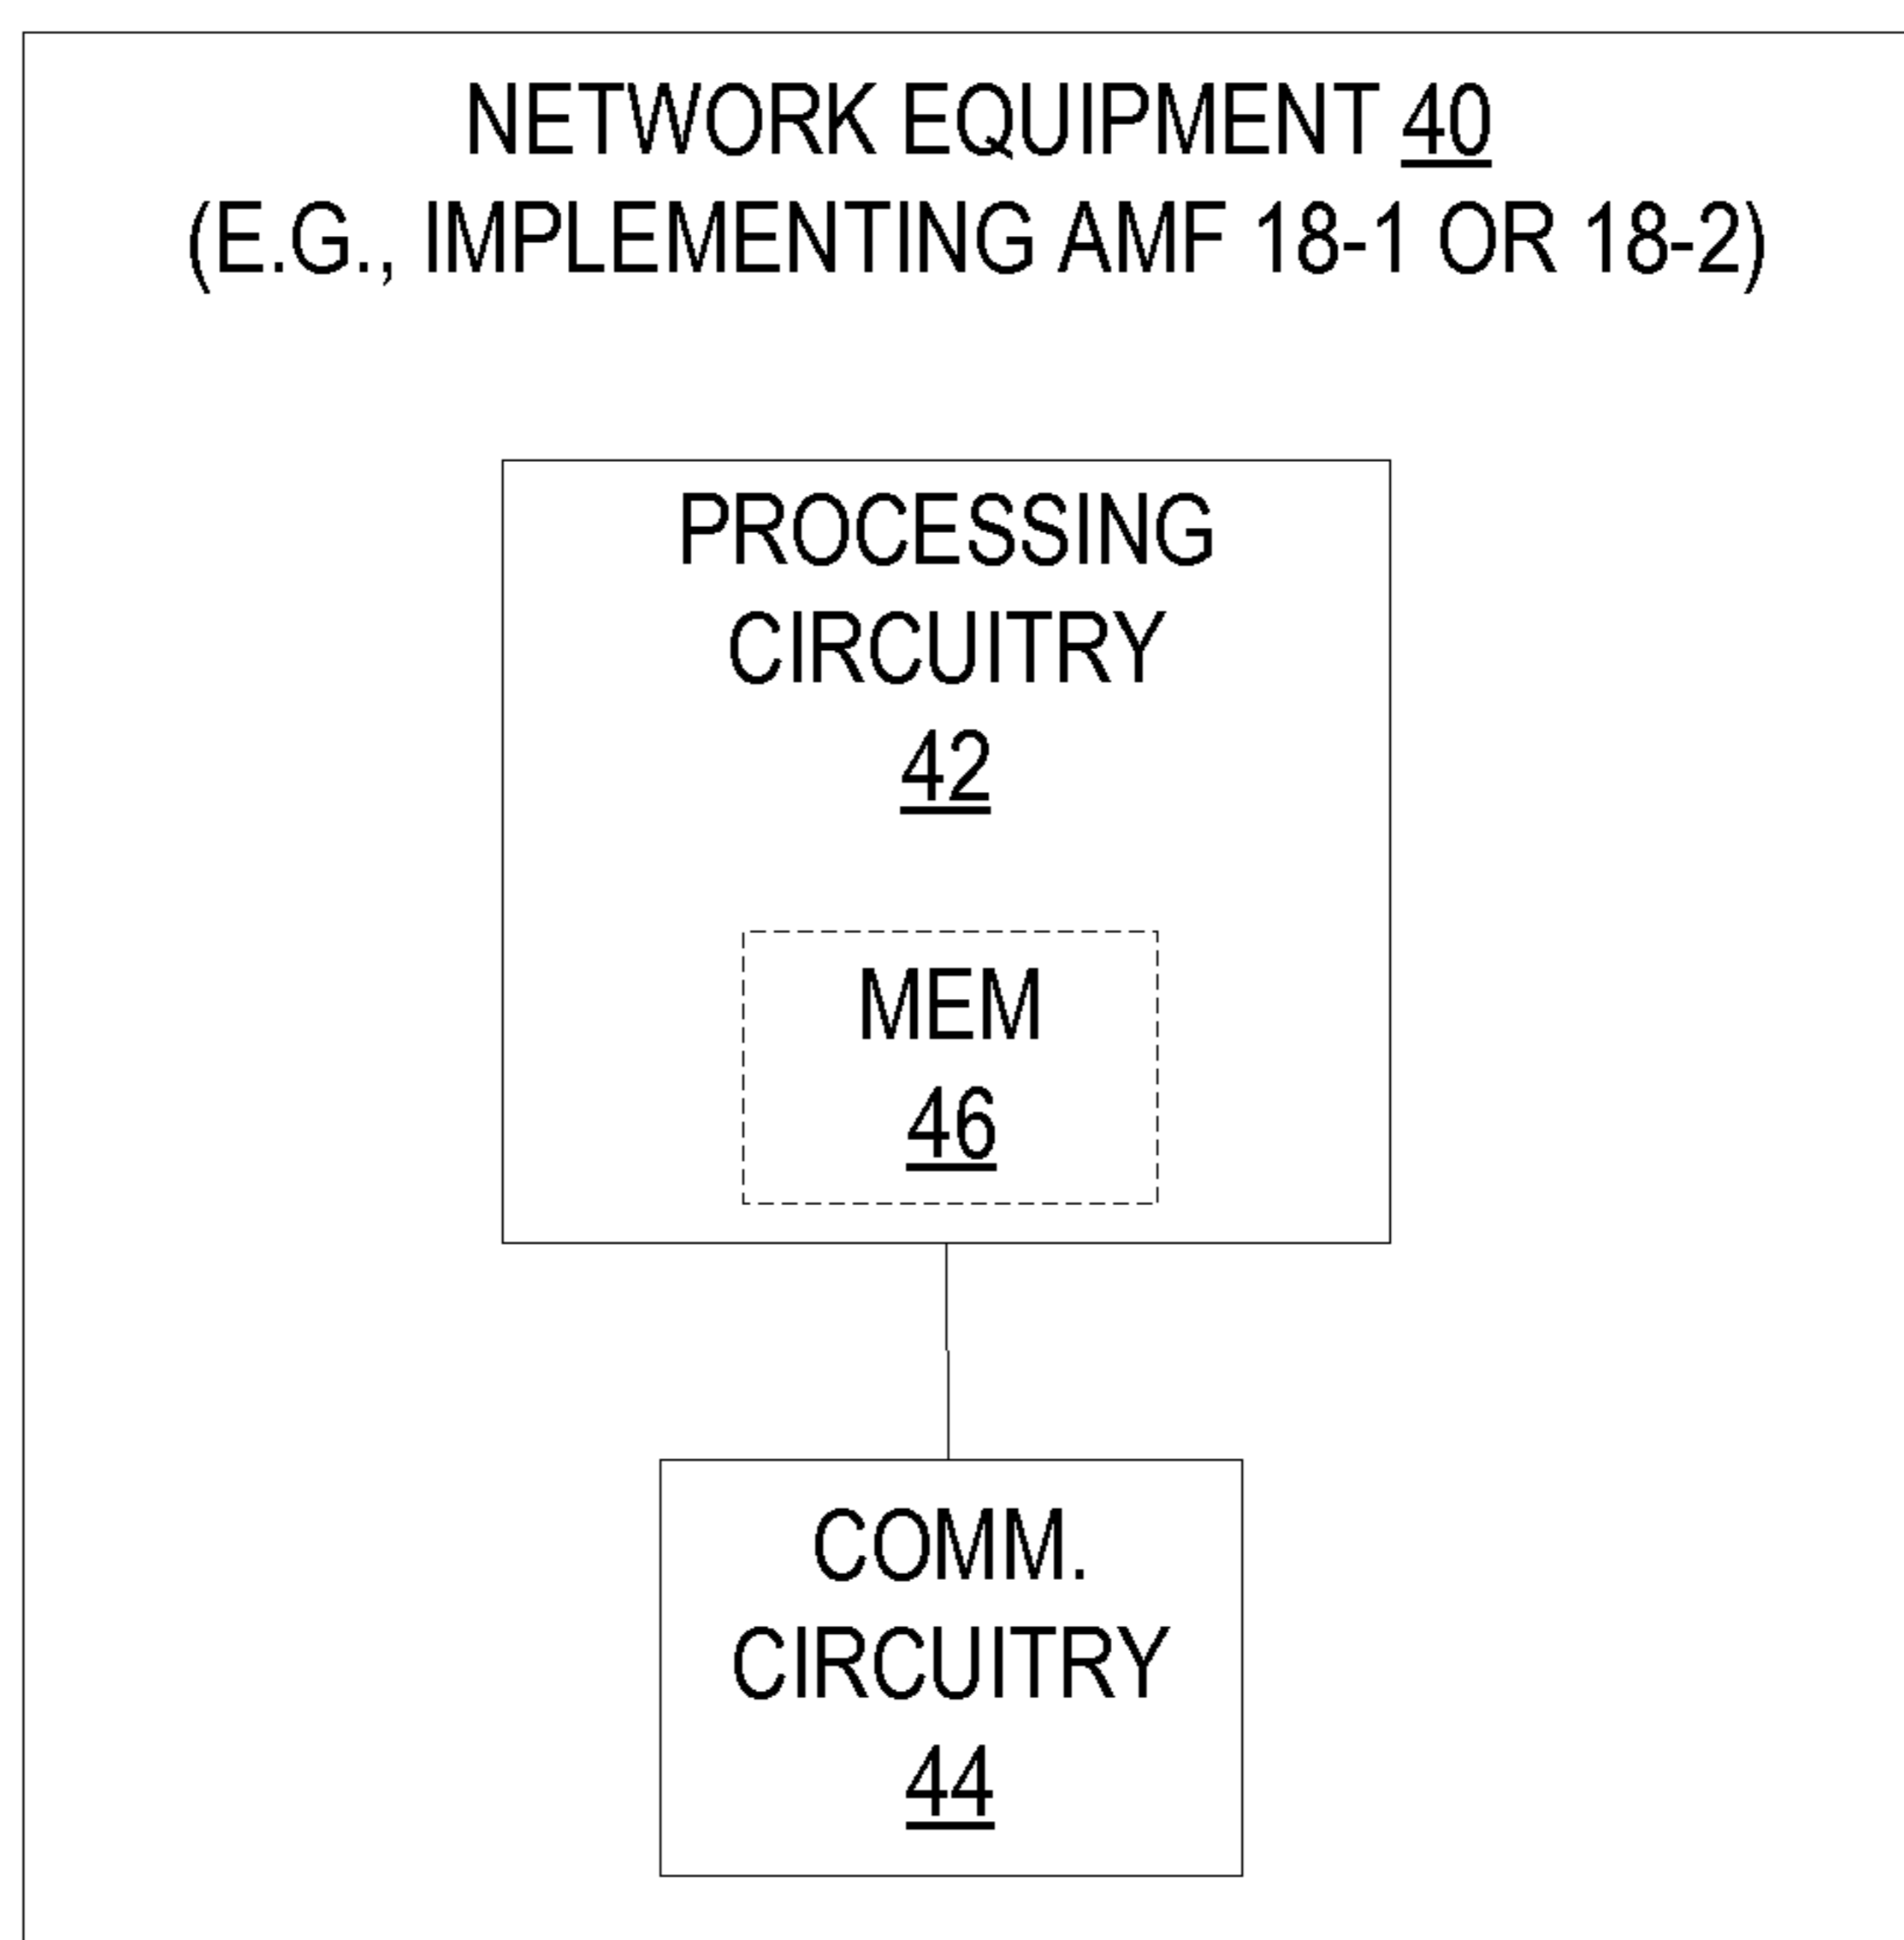 NETWORK EQUIPMENT 40
(E.G., IMPLEMENTING AMF 18-1 OR 18-2)
PROCESSING
CIRCUITRY
42
MEM
46
COMM.
CIRCUITRY
44